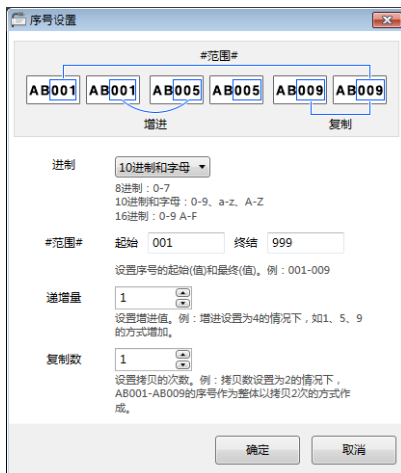 序号设置
#范围#
AB001 AB001 AB005 AB005 AB009 AB009
增进 复制
进制 10进制和字母
8进制：0-7
10进制和字母：0-9、a-z、A-Z
16进制：0-9 A-F
#范围# 起始 001 终结 999
设置序号的起始(值)和最终(值)。例：001-009
递增量 1
设置增进值。例：增进设置为4的情况下，如1、5、9
的方式增加。
复制数 1
设置拷贝的次数。例：拷贝数设置为2的情况下，
AB001-AB009的序号作为整体以拷贝2次的方式作
成。
确定 取消